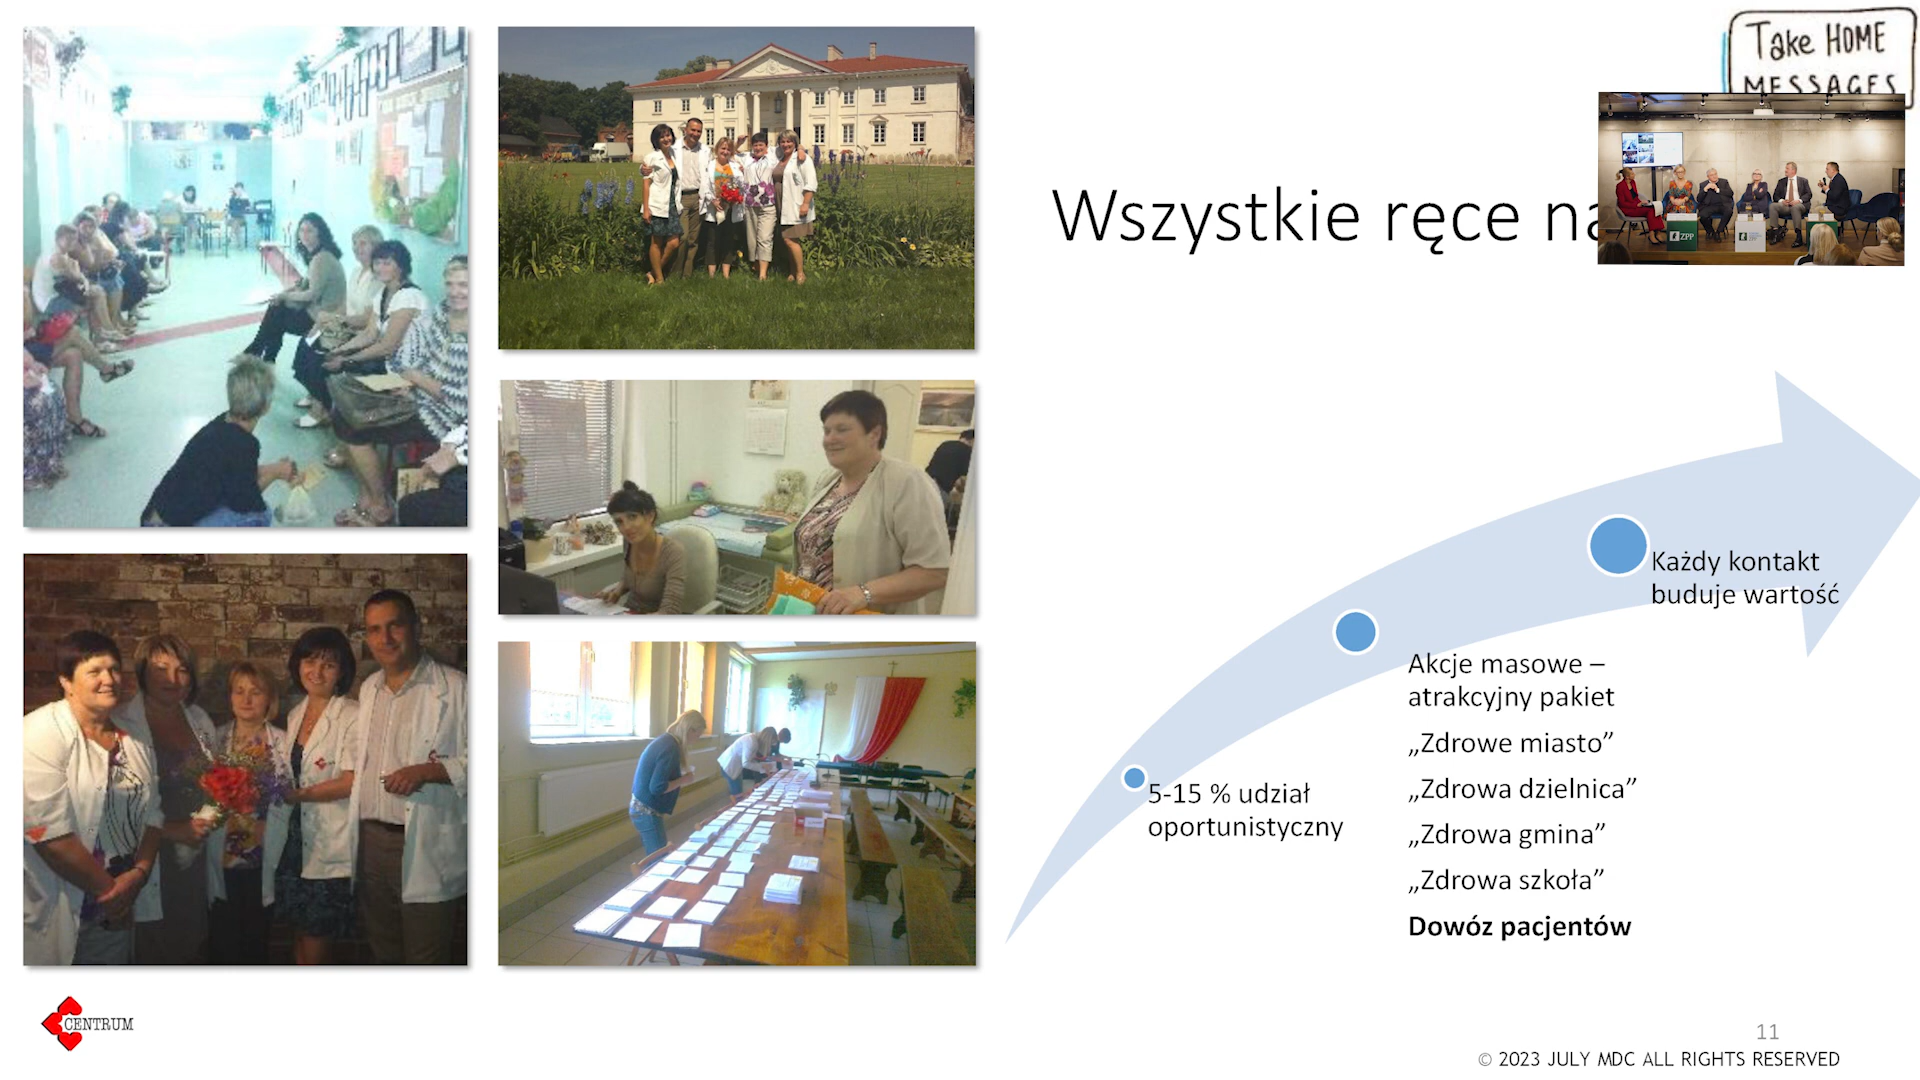 Take HOME
MESSAGES
Wszystkie ręce na
ZPP
Każdy kontakt
buduje wartość
Akcje masowe –
atrakcyjny pakiet
„Zdrowe miasto”
„Zdrowa dzielnica”
„Zdrowa gmina”
„Zdrowa szkoła”
Dowóz pacjentów
5-15 % udział
oportunistyczny
CENTRUM
11
© 2023 JULY MDC ALL RIGHTS RESERVED